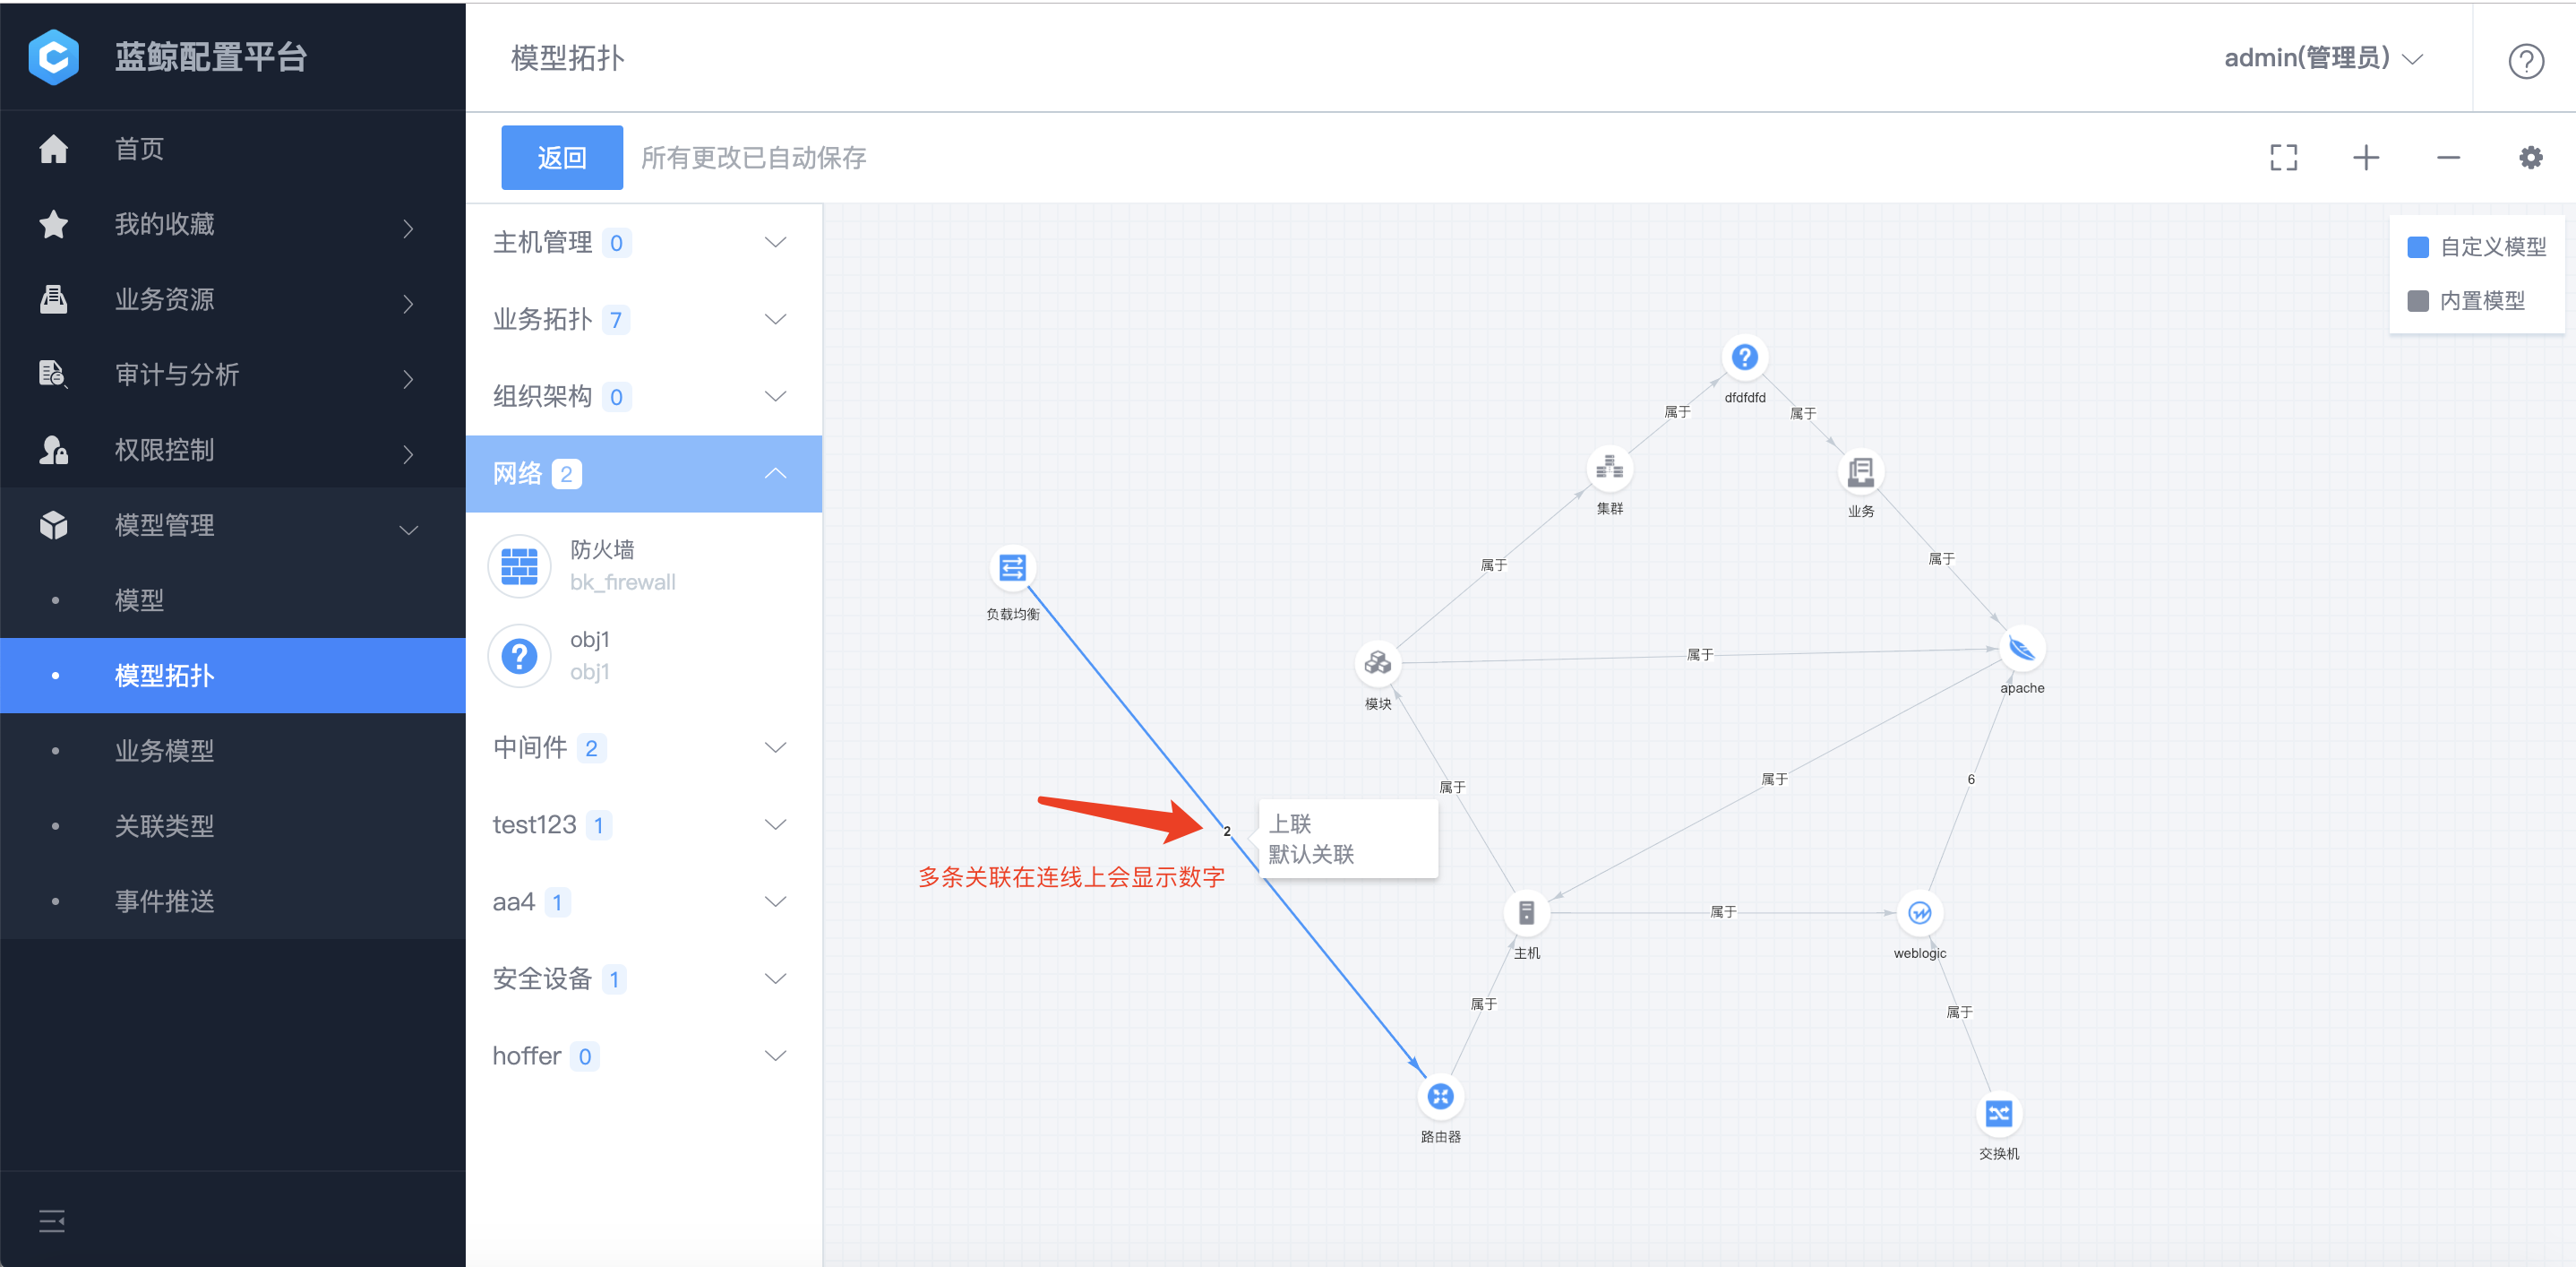 蓝鲸配置平台
首页
我的收藏
业务资源
审计与分析
权限控制
模型管理
模型
模型拓扑
业务模型
关联类型
事件推送
模型拓扑
admin(管理员)
返回
所有更改已自动保存
主机管理 0
业务拓扑 7
组织架构 0
网络 2
防火墙
bk_firewall
obj1
obj1
中间件 2
test123 1
aa4 1
安全设备 1
hoffer 0
自定义模型
内置模型
dfdfdfd
属于
属于
集群
业务
属于
属于
负载均衡
属于
模块
apache
属于
属于
6
2
上联
默认关联
多条关联在连线上会显示数字
主机
属于
weblogic
属于
属于
路由器
交换机